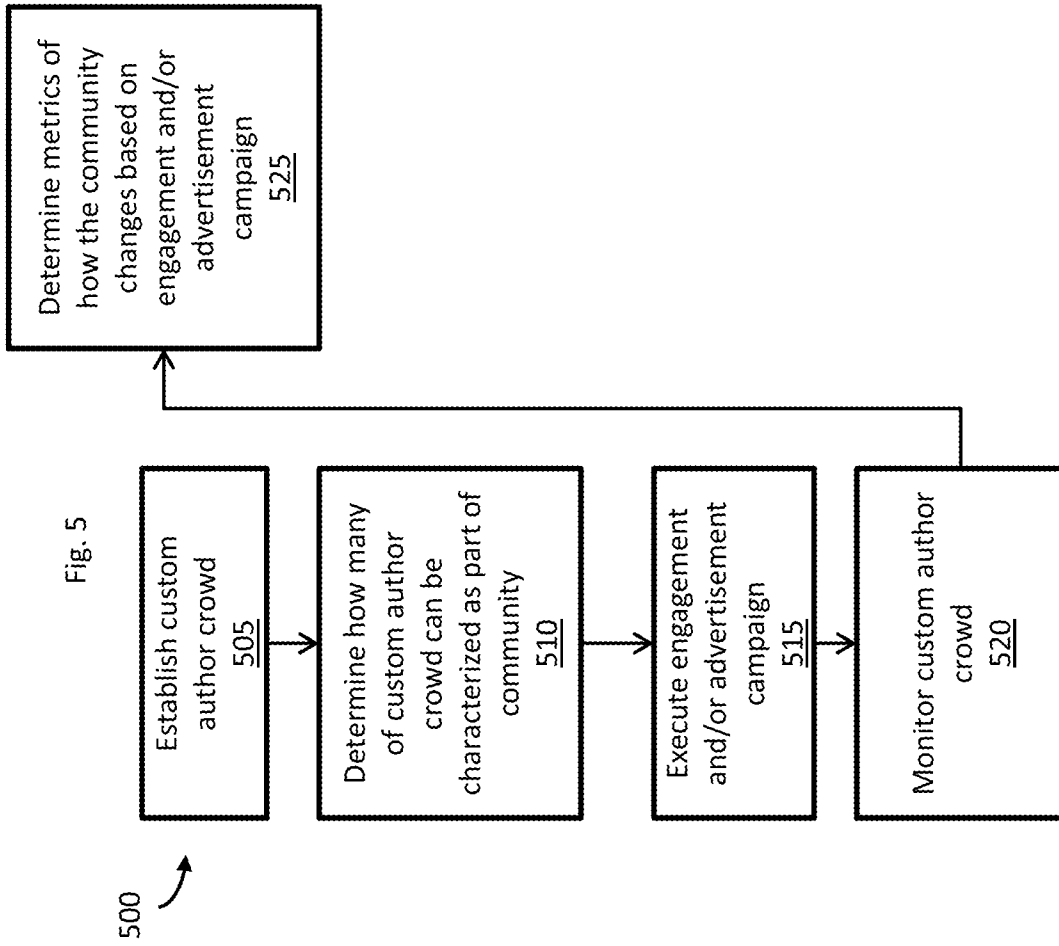 Fig. 5
500
Establish custom
author crowd
505
Determine how many
of custom author
crowd can be
characterized as part of
community
510
Execute engagement
and/or advertisement
campaign
515
Monitor custom author
crowd
520
Determine metrics of
how the community
changes based on
engagement and/or
advertisement
campaign
525